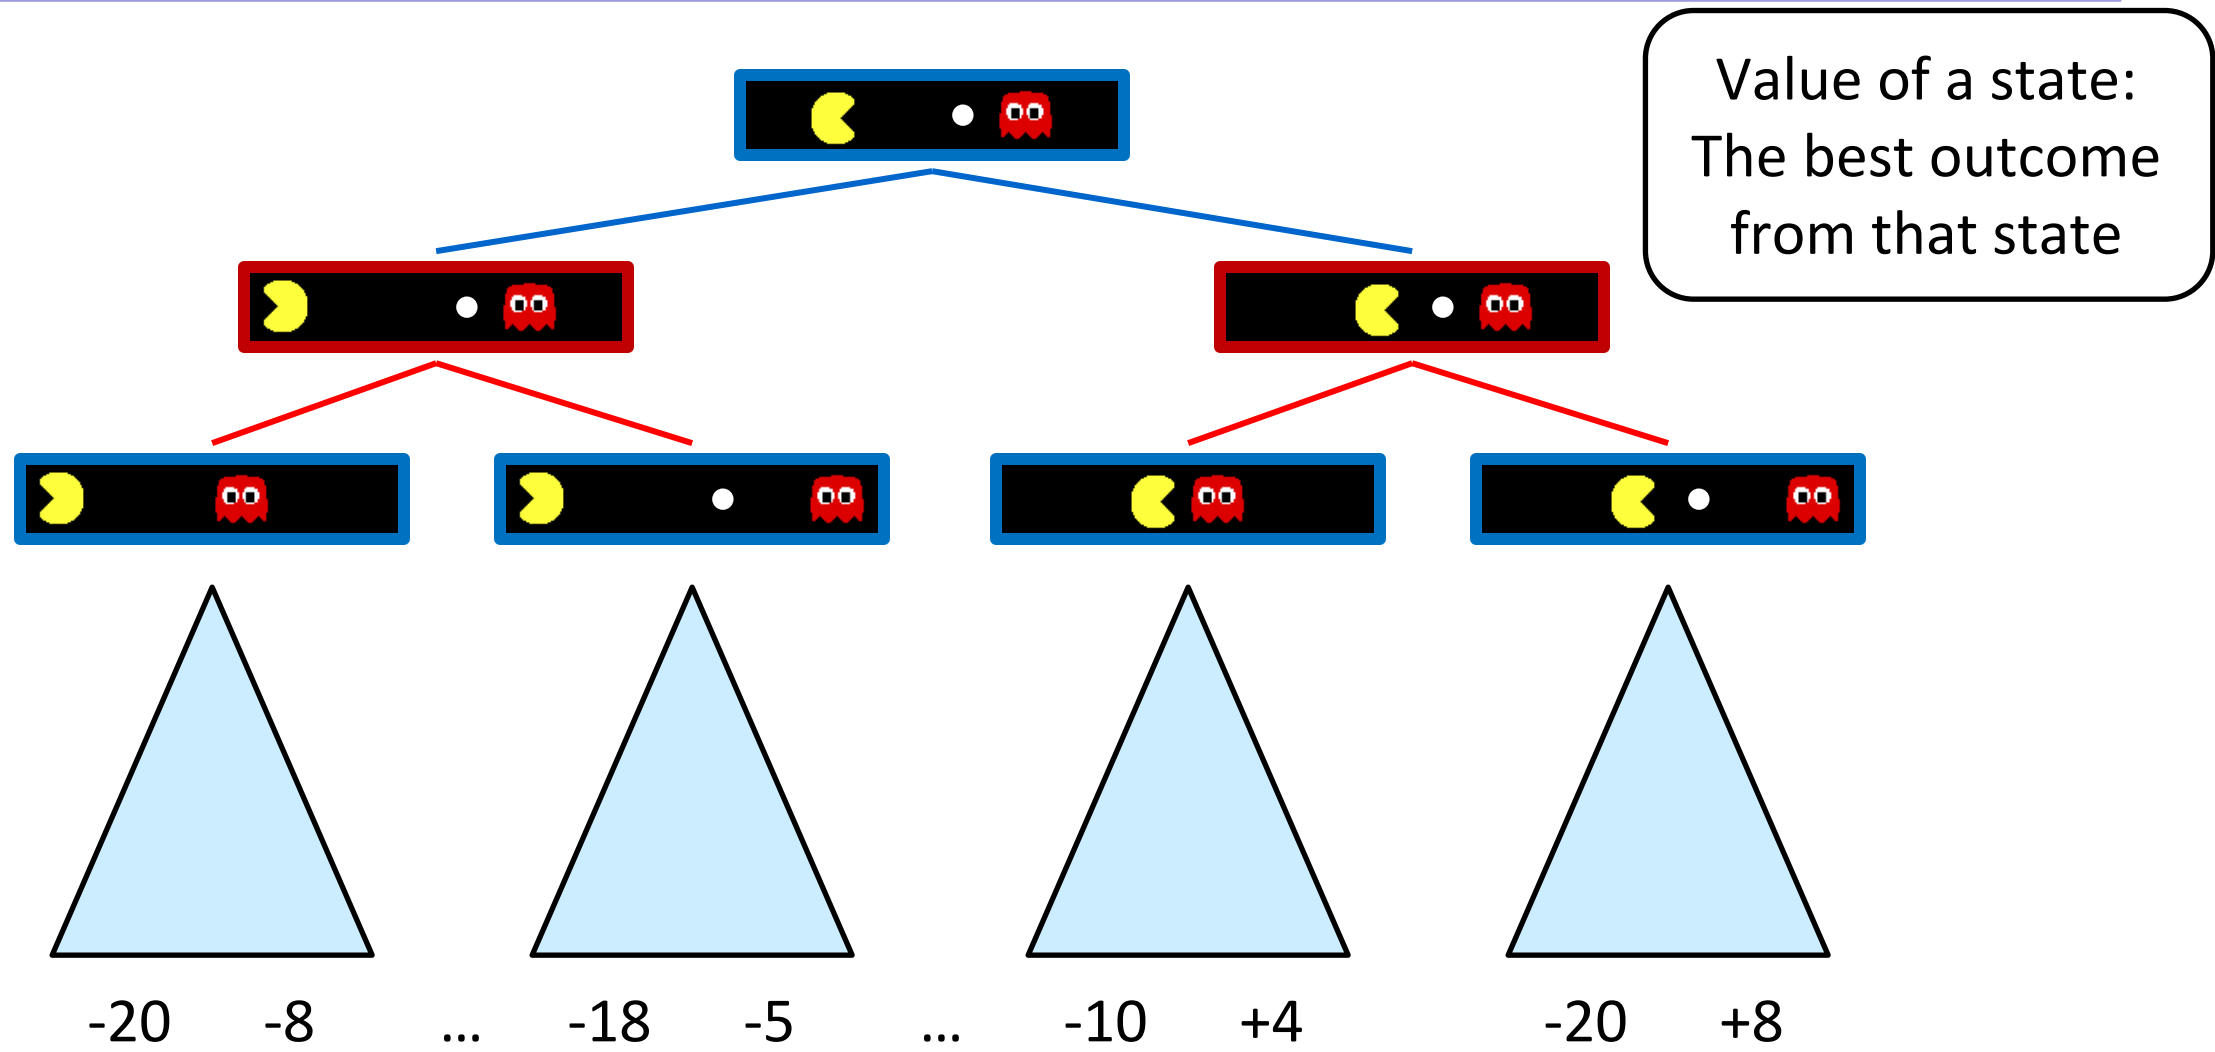 Value of a state:
The best outcome
from that state
-20 -8 ... -18 -5 ... -10 +4 -20 +8